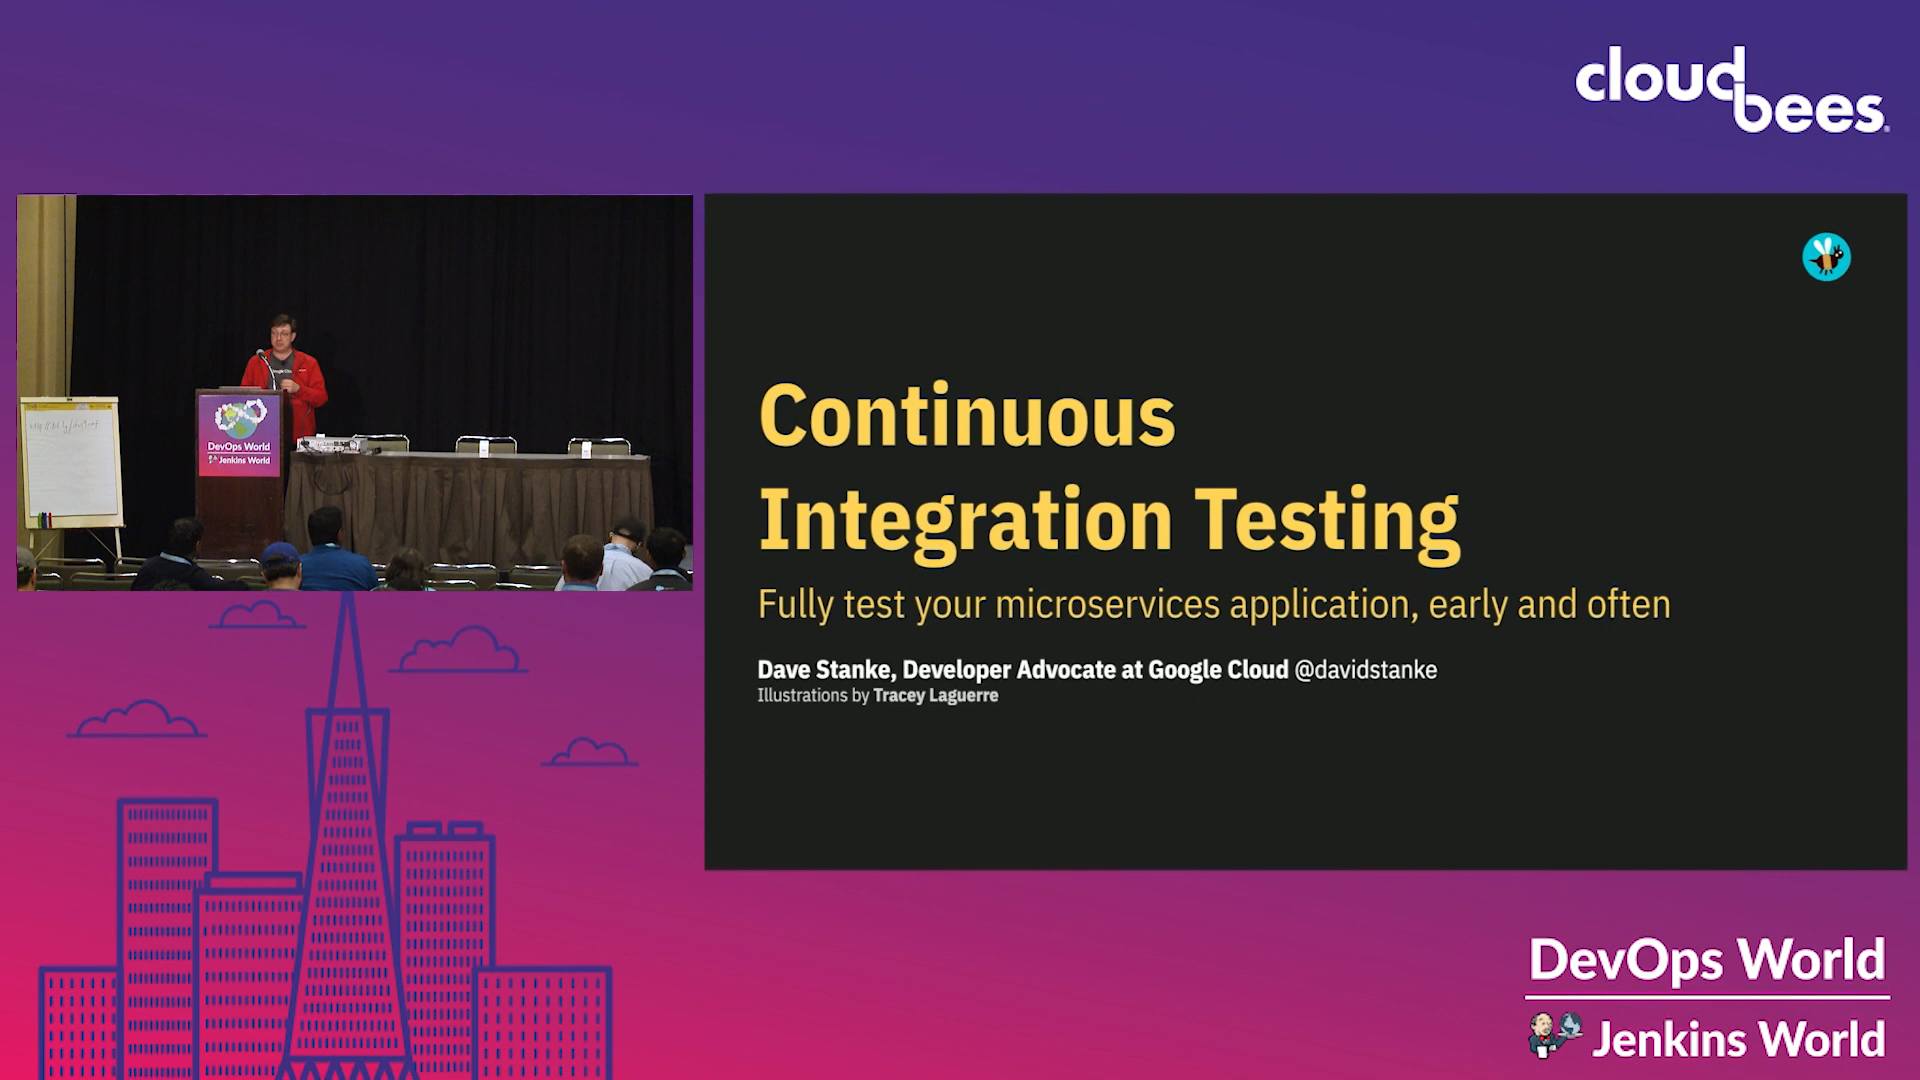 cloudbees
DevOps World
Jenkins World
Continuous
Integration Testing
Fully test your microservices application, early and often
Dave Stanke, Developer Advocate at Google Cloud @davidstanke
Illustrations by Tracey Laguerre
DevOps World
Jenkins World